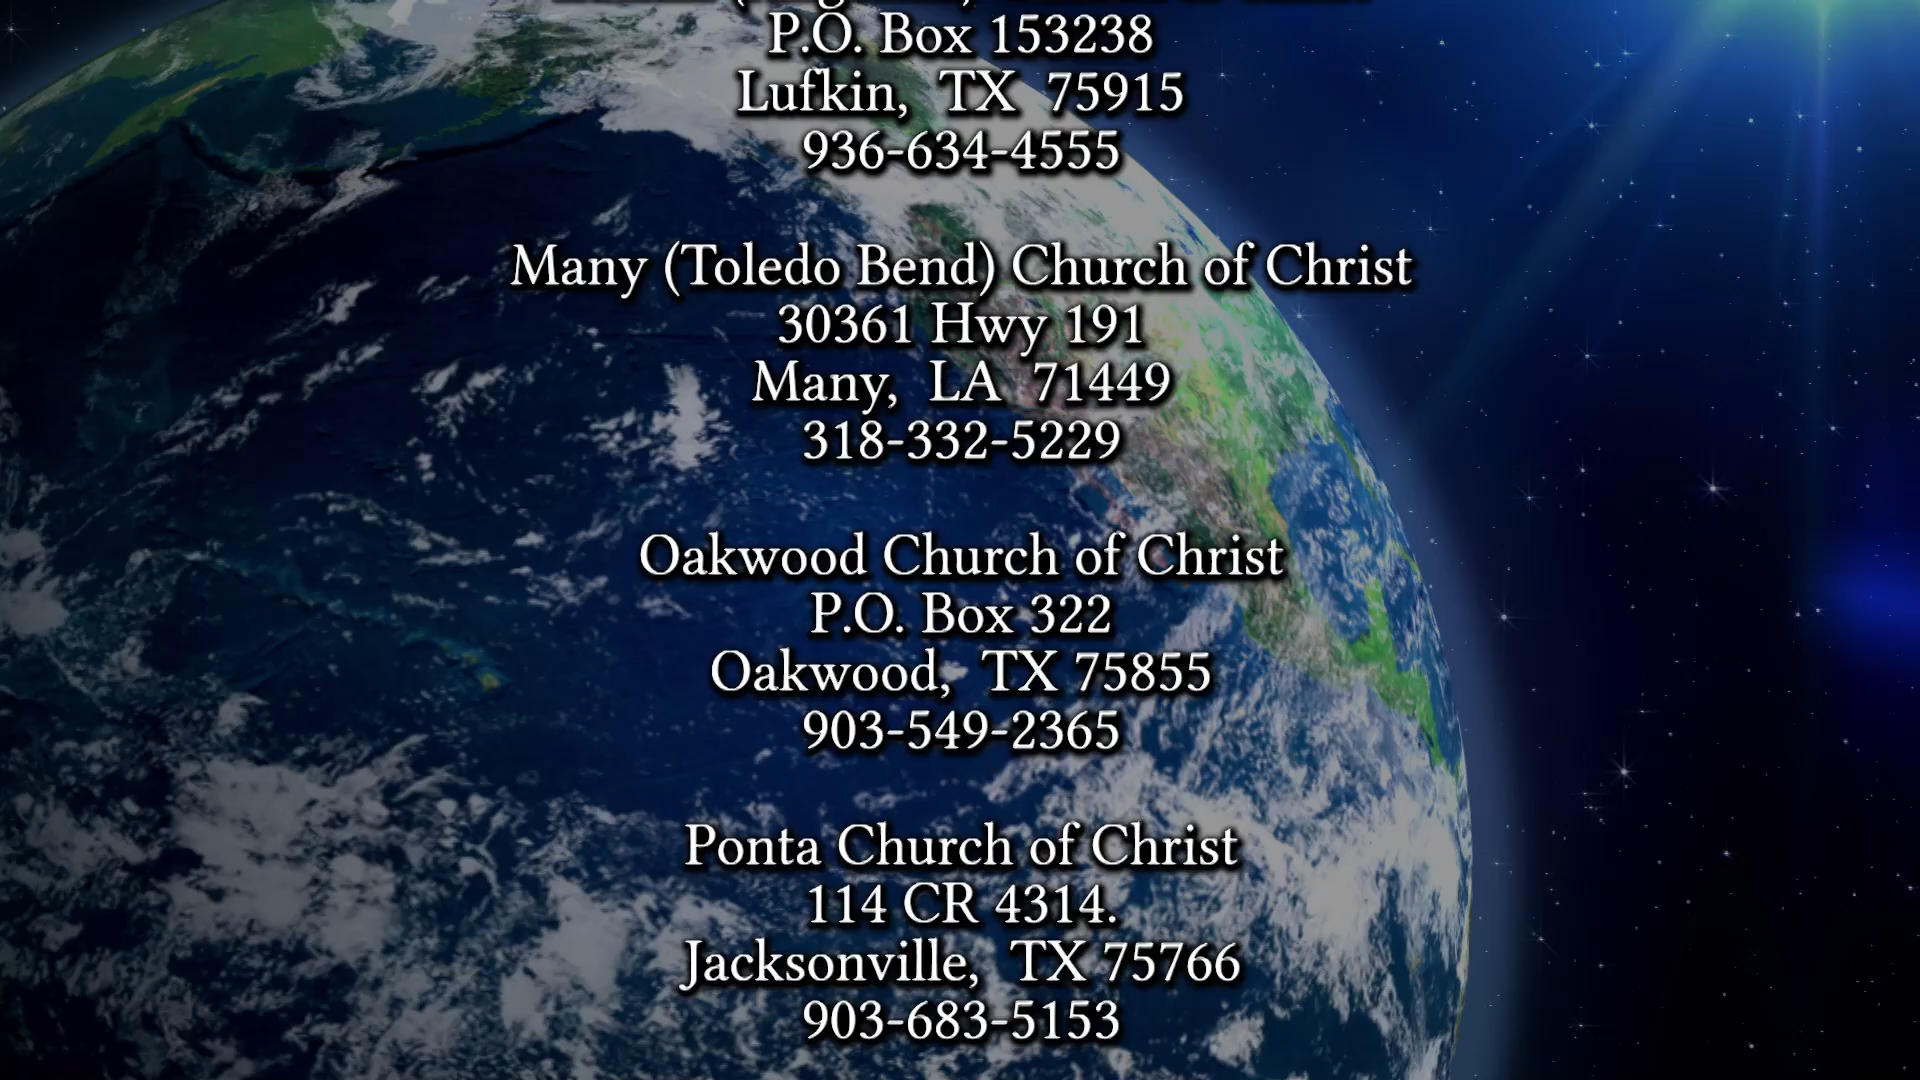 P.O. Box 153238
Lufkin, TX 75915
936-634-4555
Many (Toledo Bend) Church of Christ
30361 Hwy 191
Many, LA 71449
318-332-5229
Oakwood Church of Christ
P.O. Box 322
Oakwood, TX 75855
903-549-2365
Ponta Church of Christ
114 CR 4314.
Jacksonville, TX 75766
903-683-5153